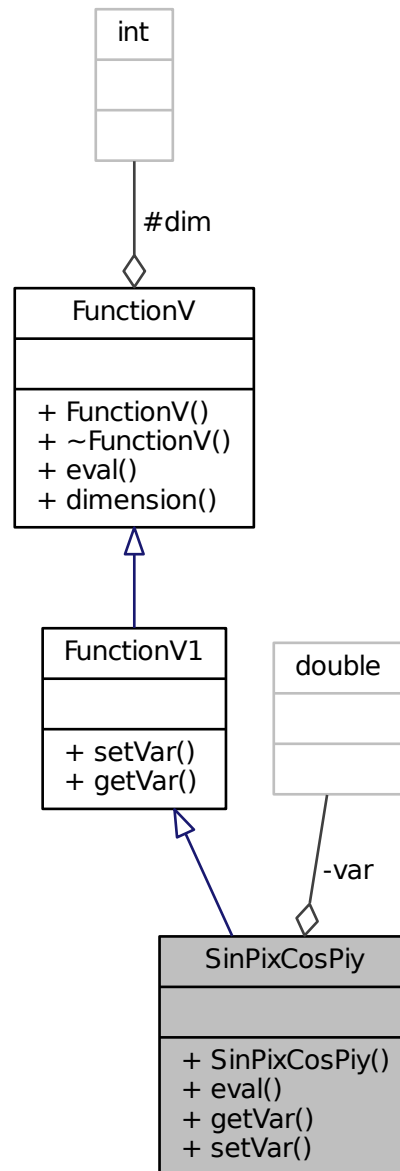 int
#dim
FunctionV
+ FunctionV()
+ ~FunctionV()
+ eval()
+ dimension()
FunctionV1
+ setVar()
+ getVar()
double
-var
SinPixCosPiy
+ SinPixCosPiy()
+ eval()
+ getVar()
+ setVar()